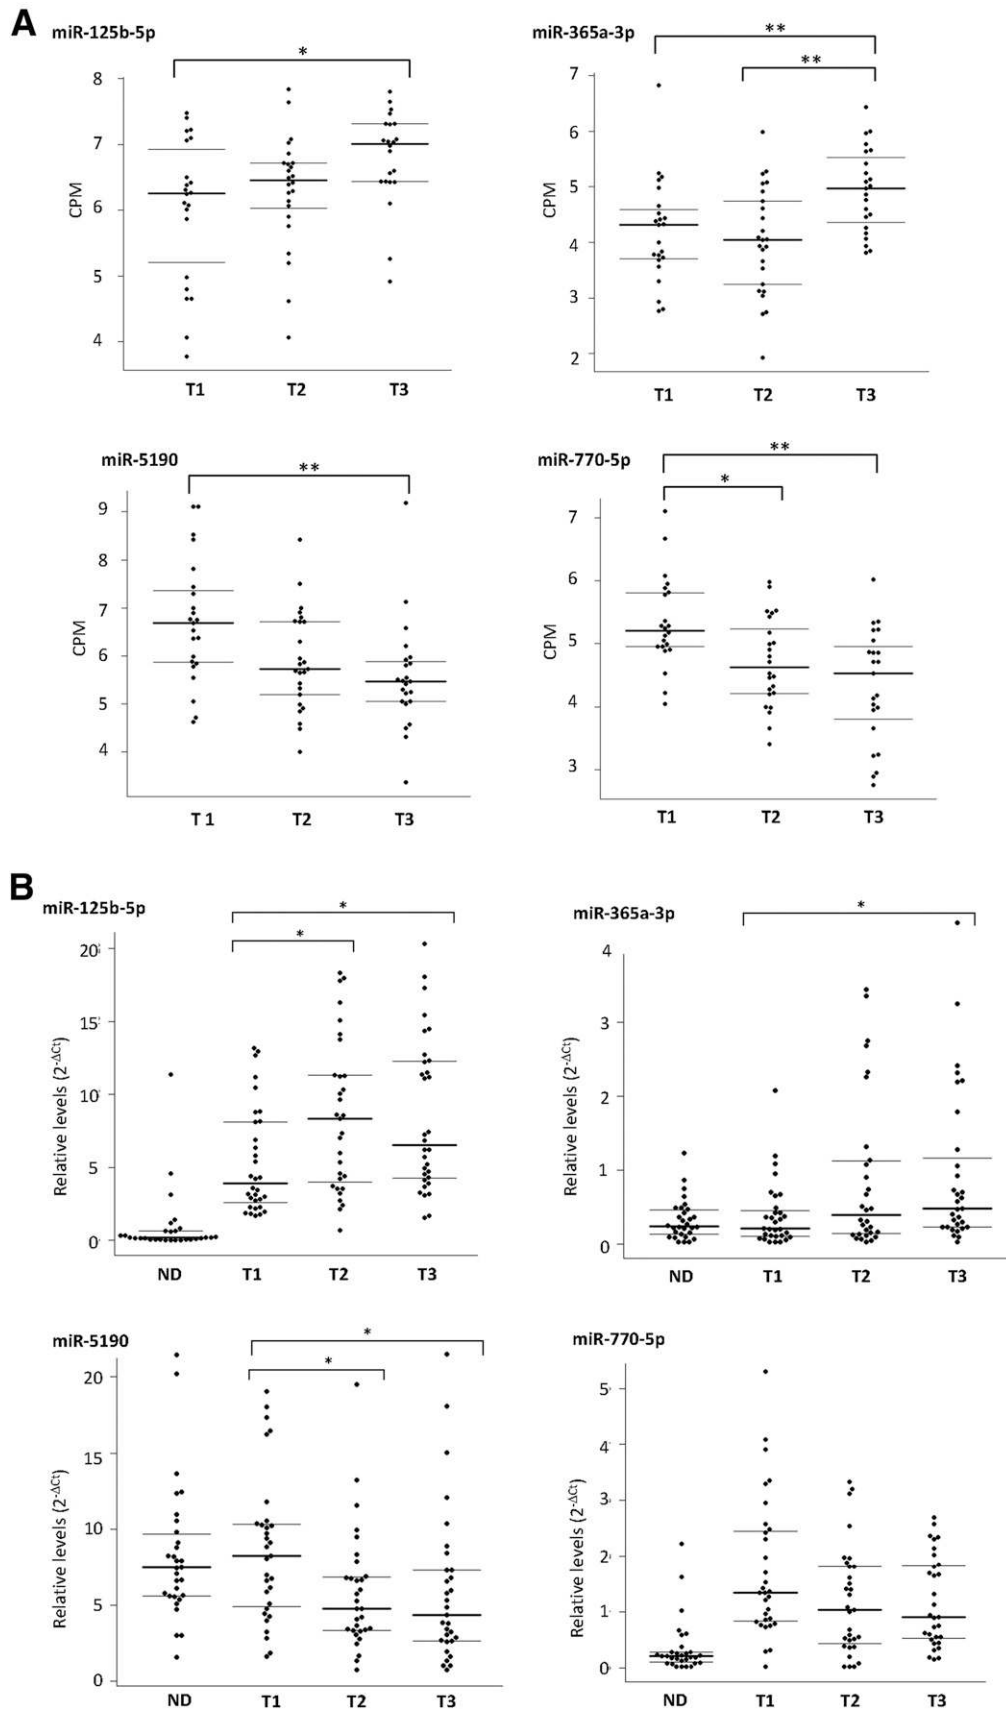 A
miR-125b-5p
*
8
7
6
5
4
CPM
T1 T2 T3
miR-365a-3p
**
**
7
6
5
4
3
2
CPM
T1 T2 T3
miR-5190
**
9
8
7
6
5
4
CPM
T 1 T2 T3
miR-770-5p
**
*
7
6
5
4
3
CPM
T1 T2 T3
B
miR-125b-5p
*
*
20
15
10
5
0
Relative levels (2-ΔCt)
ND T1 T2 T3
miR-365a-3p
*
4
3
2
1
0
Relative levels (2-ΔCt)
ND T1 T2 T3
miR-5190
*
*
20
15
10
5
0
Relative levels (2-ΔCt)
ND T1 T2 T3
miR-770-5p
5
4
3
2
1
0
Relative levels (2-ΔCt)
ND T1 T2 T3